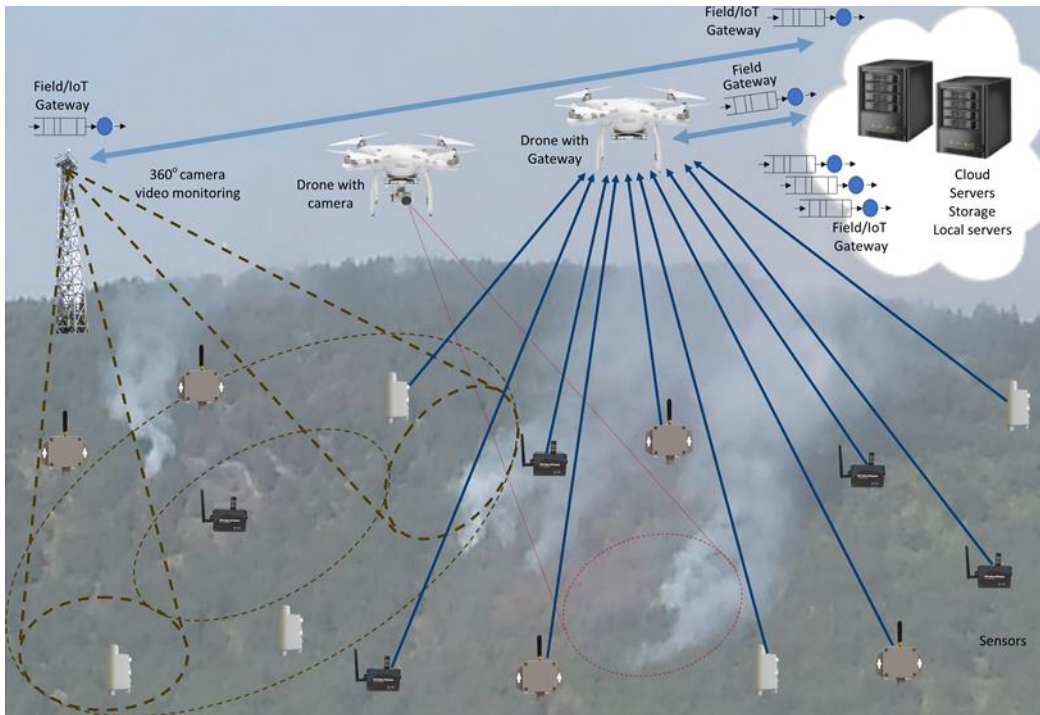 Field/IoT
Gateway
Field/IoT
Gateway
Field
Gateway
Drone with
Gateway
360° camera
video monitoring
Drone with
camera
Cloud
Servers
Storage
Local servers
Field/IoT
Gateway
Sensors